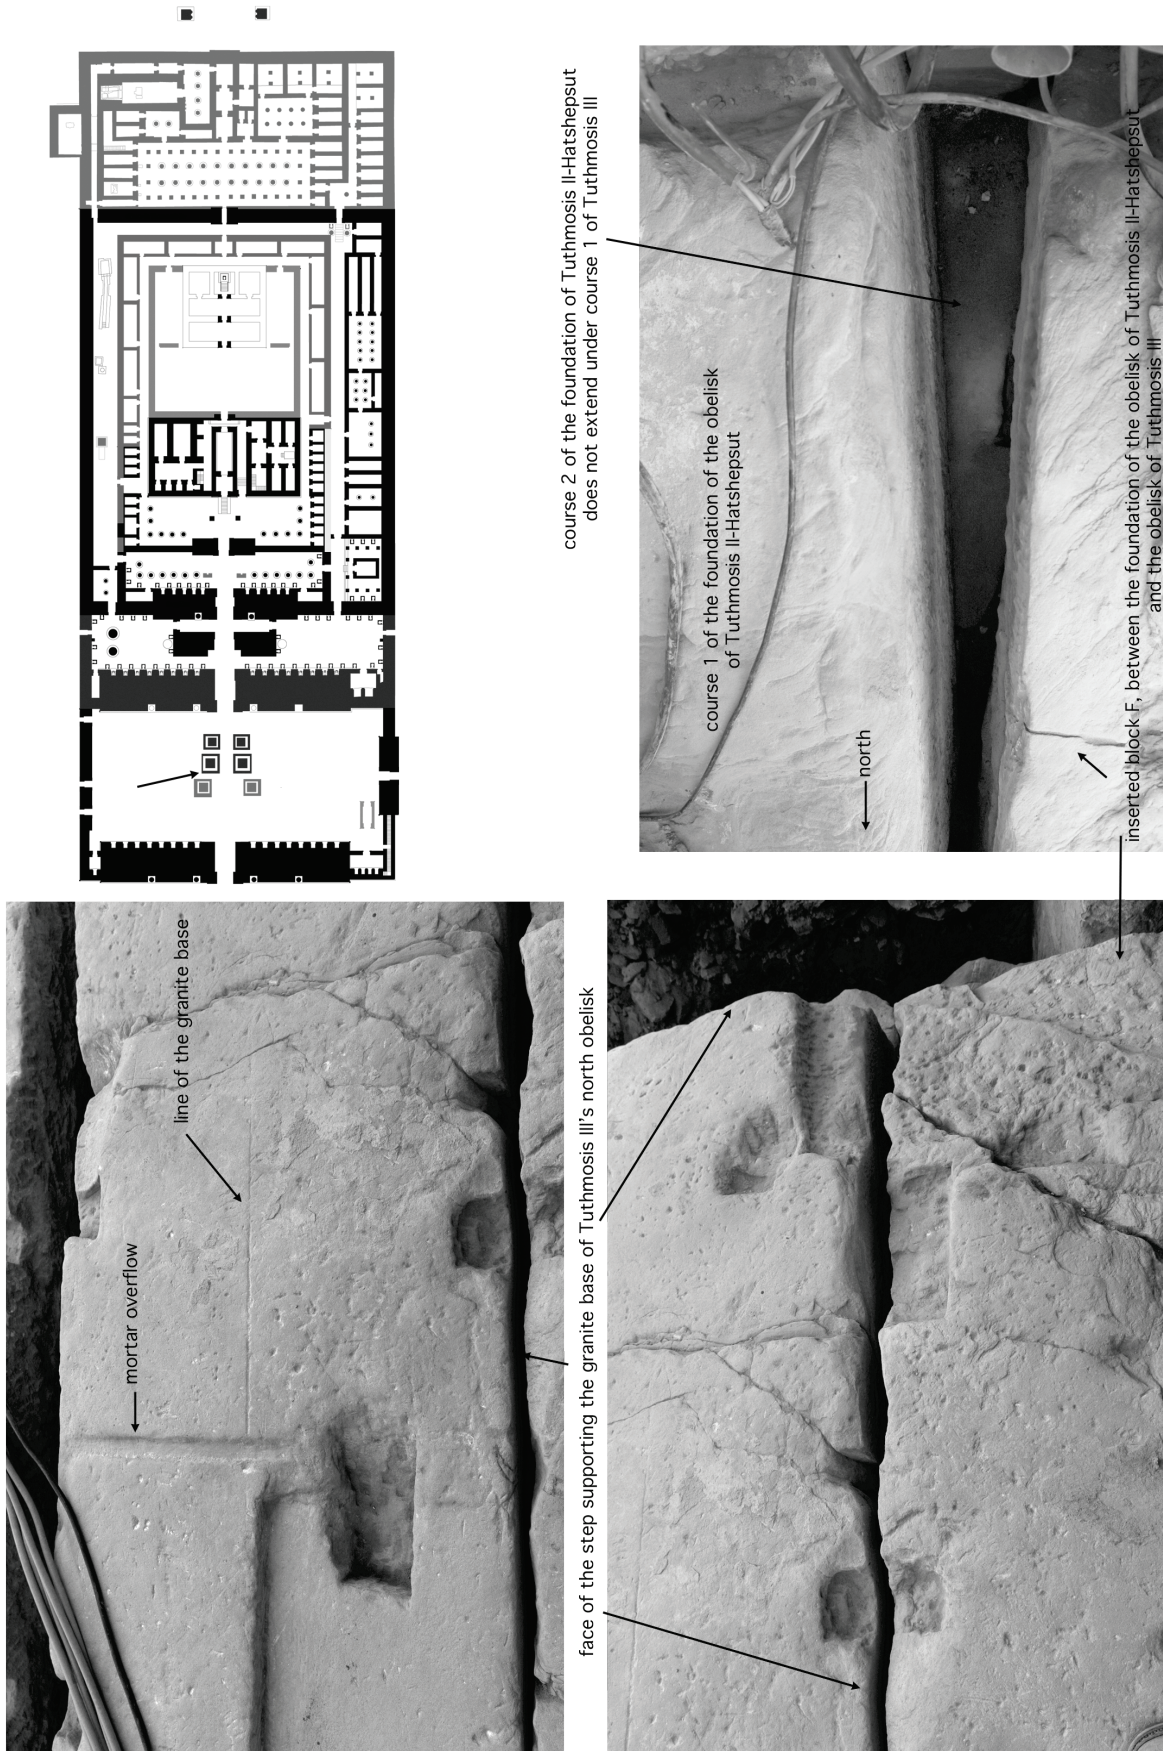 course 2 of the foundation of Tuthmosis II-Hatshepsut
does not extend under course 1 of Tuthmosis III
course 1 of the foundation of the obelisk
of Tuthmosis II-Hatshepsut
north
inserted block F, between the foundation of the obelisk of Tuthmosis II-Hatshepsut
and the obelisk of Tuthmosis III
line of the granite base
mortar overflow
face of the step supporting the granite base of Tuthmosis III's north obelisk